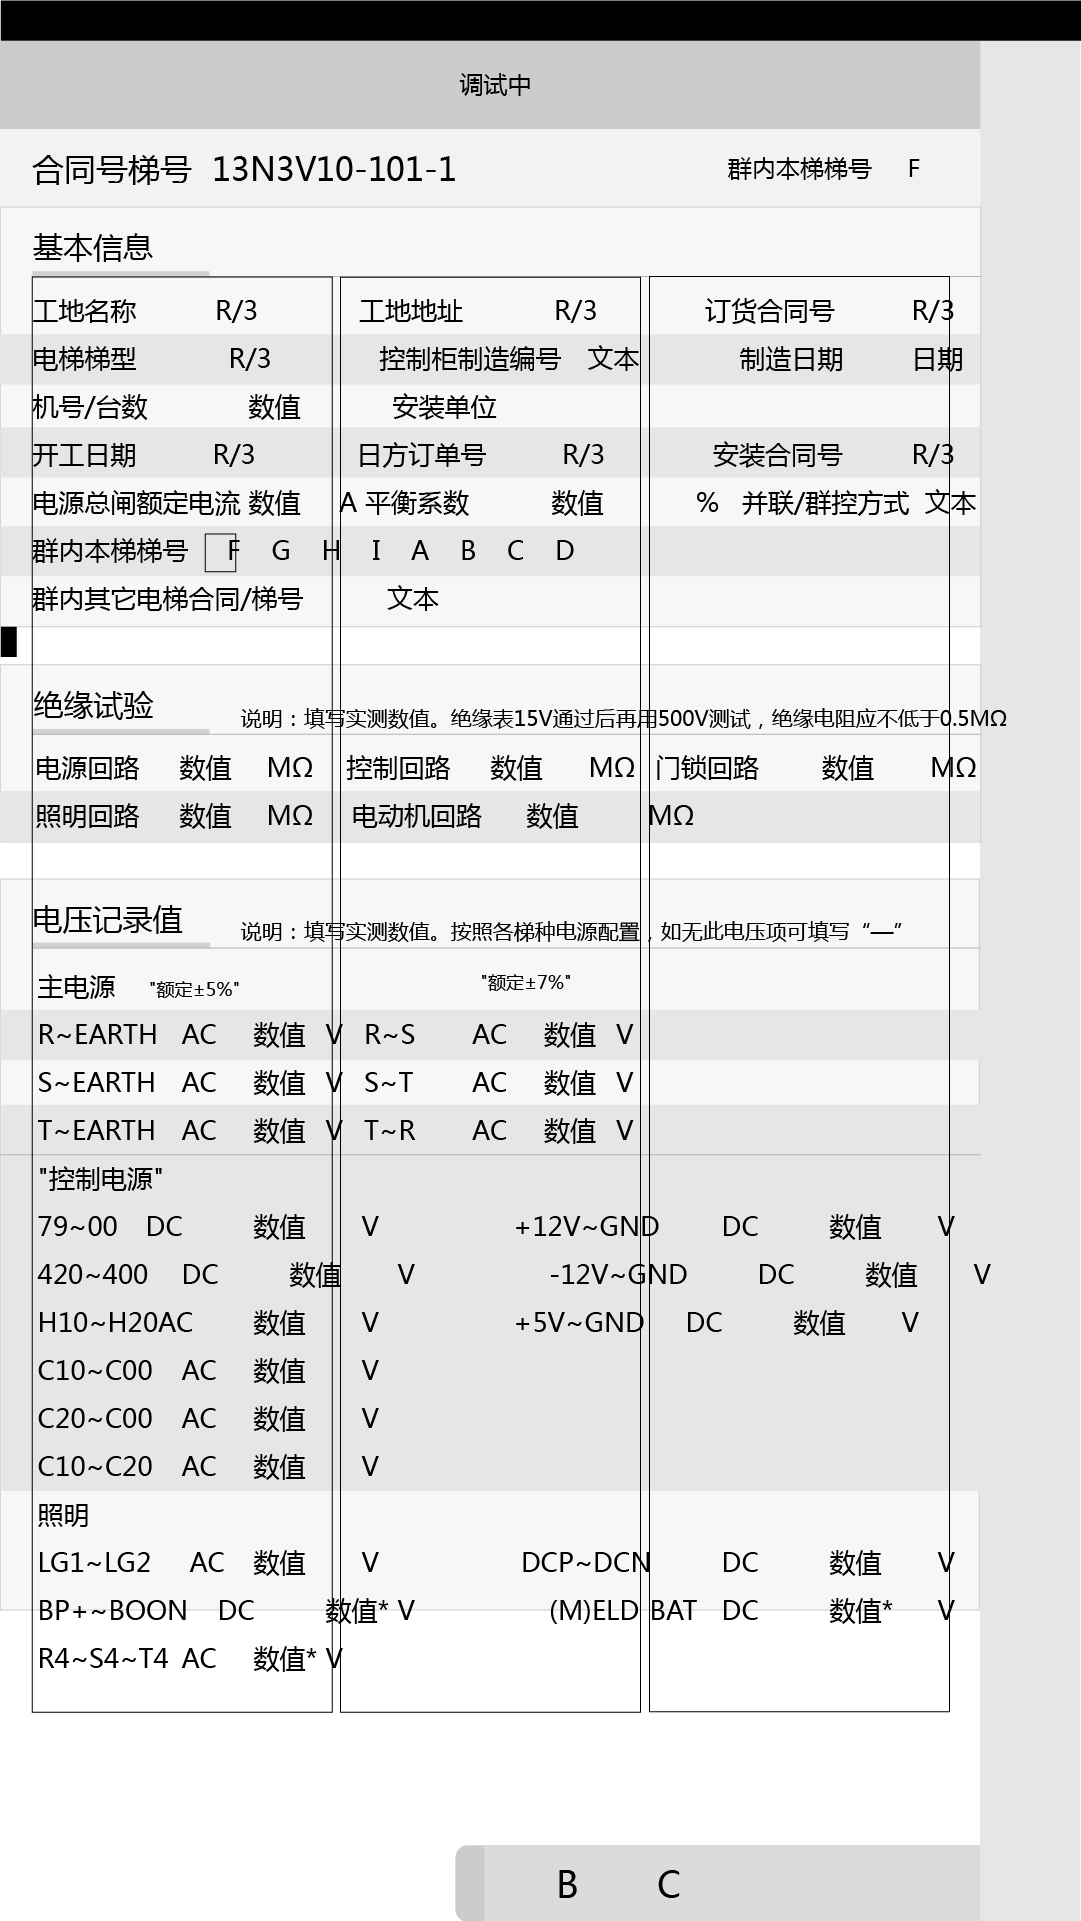 调试中
合同号梯号 13N3V10-101-1 群内本梯梯号 F
基本信息
工地名称 R/3 工地地址 R/3 订货合同号 R/3
电梯梯型 R/3 控制柜制造编号 文本 制造日期 日期
机号/台数 数值 安装单位
开工日期 R/3 日方订单号 R/3 安装合同号 R/3
电源总闸额定电流 数值 A 平衡系数 数值 % 并联/群控方式 文本
群内本梯梯号 F G H I A B C D
群内其它电梯合同/梯号 文本
绝缘试验 说明：填写实测数值。绝缘表15V通过后再用500V测试，绝缘电阻应不低于0.5MΩ
电源回路 数值 MΩ 控制回路 数值 MΩ 门锁回路 数值 MΩ
照明回路 数值 MΩ 电动机回路 数值 MΩ
电压记录值 说明：填写实测数值。按照各梯种电源配置，如无此电压项可填写“—”
主电源 "额定±5%" "额定±7%"
R~EARTH AC 数值 V R~S AC 数值 V
S~EARTH AC 数值 V S~T AC 数值 V
T~EARTH AC 数值 V T~R AC 数值 V
"控制电源"
79~00 DC 数值 V +12V~GND DC 数值 V
420~400 DC 数值 V -12V~GND DC 数值 V
H10~H20AC 数值 V +5V~GND DC 数值 V
C10~C00 AC 数值 V
C20~C00 AC 数值 V
C10~C20 AC 数值 V
照明
LG1~LG2 AC 数值 V DCP~DCN DC 数值 V
BP+~BOON DC 数值* V (M)ELD BAT DC 数值* V
R4~S4~T4 AC 数值* V
B C